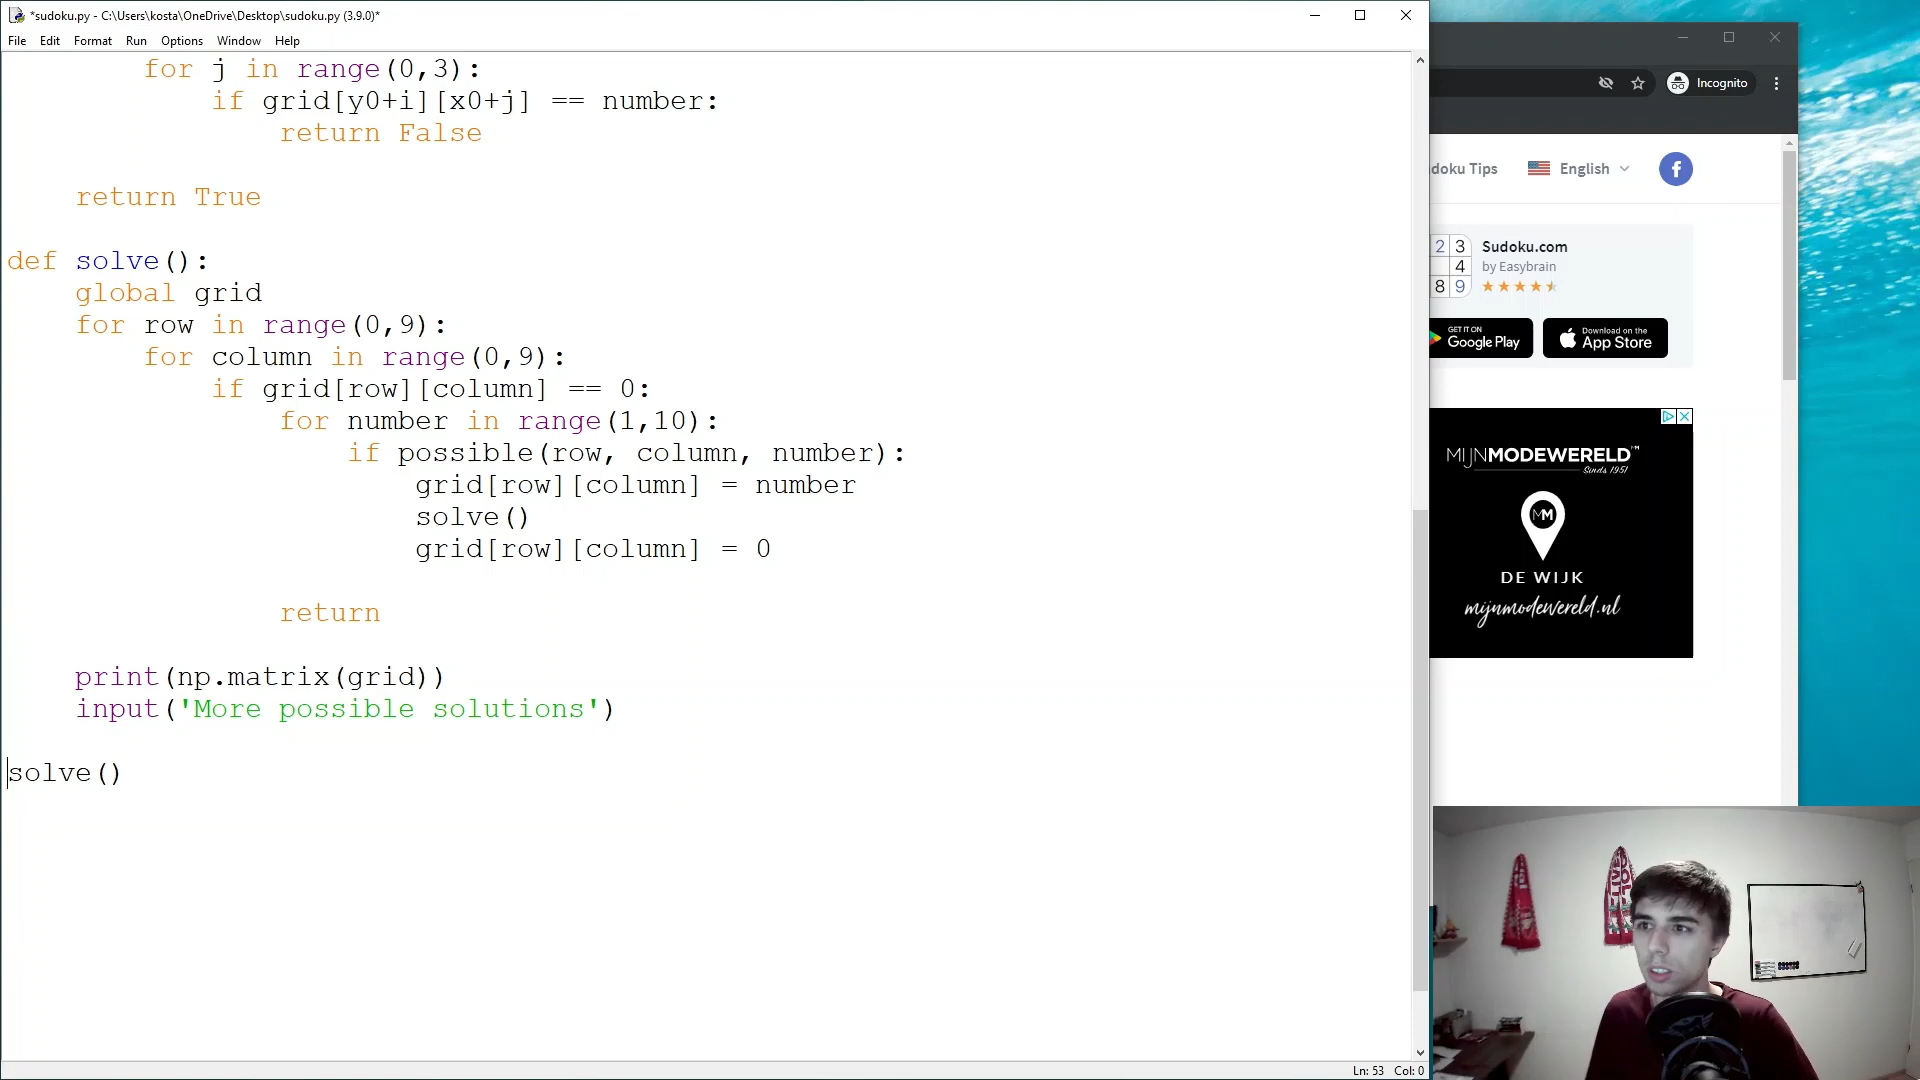 *sudoku.py - C:\Users\kosta\OneDrive\Desktop\sudoku.py (3.9.0)*
File Edit Format Run Options Window Help
for j in range(0,3):
if grid[y0+i][x0+j] == number:
return False
return True
def solve():
global grid
for row in range(0,9):
for column in range(0,9):
if grid[row][column] == 0:
for number in range(1,10):
if possible(row, column, number):
grid[row][column] = number
solve()
grid[row][column] = 0
return
print(np.matrix(grid))
input('More possible solutions')
solve()
Ln: 53 Col: 0
Incognito
doku Tips English f
2 3
4
8 9
Sudoku.com
by Easybrain
GET IT ON
Google Play
Download on the
App Store
MIJNMODEWERELD™
Sinds 1951
MM
DE WIJK
mijnmodewereld.nl